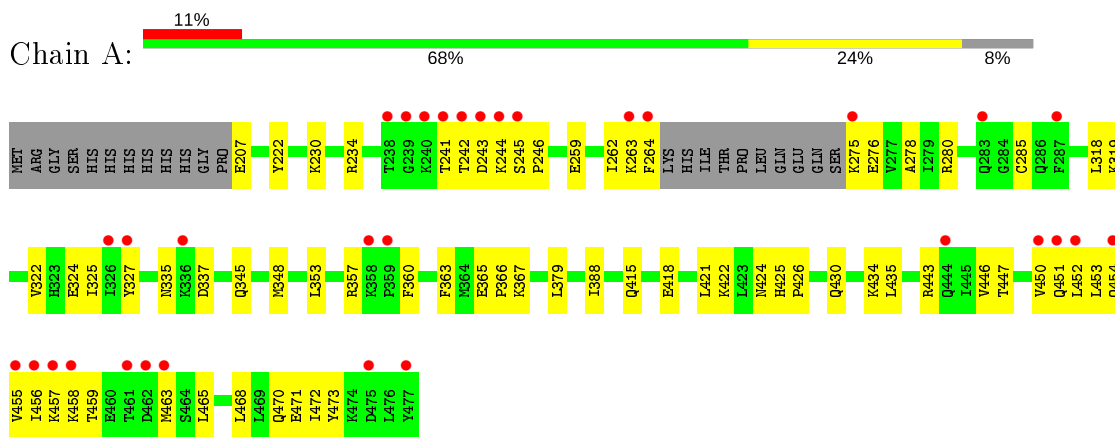 11%
Chain A:
68% 24% 8%
MET ARG GLY SER HIS HIS HIS HIS HIS HIS GLY PRO E207 Y222 K230 R234 T238 G239 K240 T241 T242 D243 K244 S245 P246 E259 I262 K263 F264 LYS HIS ILE THR PRO LEU GLY GLU GLN SER K275 E276 V277 A278 I279 R280 Q283 G284 C285 Q286 F287 L318 K319
V322 H323 E324 I325 I326 Y327 N335 K336 D337 Q345 M348 L353 R357 K358 P359 F360 F363 M364 E365 P366 K367 L379 I388 Q415 E418 L421 K422 L423 N424 H425 P426 Q430 K434 L435 R443 Q444 I445 V446 T447 V450 Q451 L452 L453
V455 I456 K457 K458 T459 E460 T461 D462 M463 S464 L465 L468 L469 Q470 E471 I472 Y473 K474 D475 L476 Y477